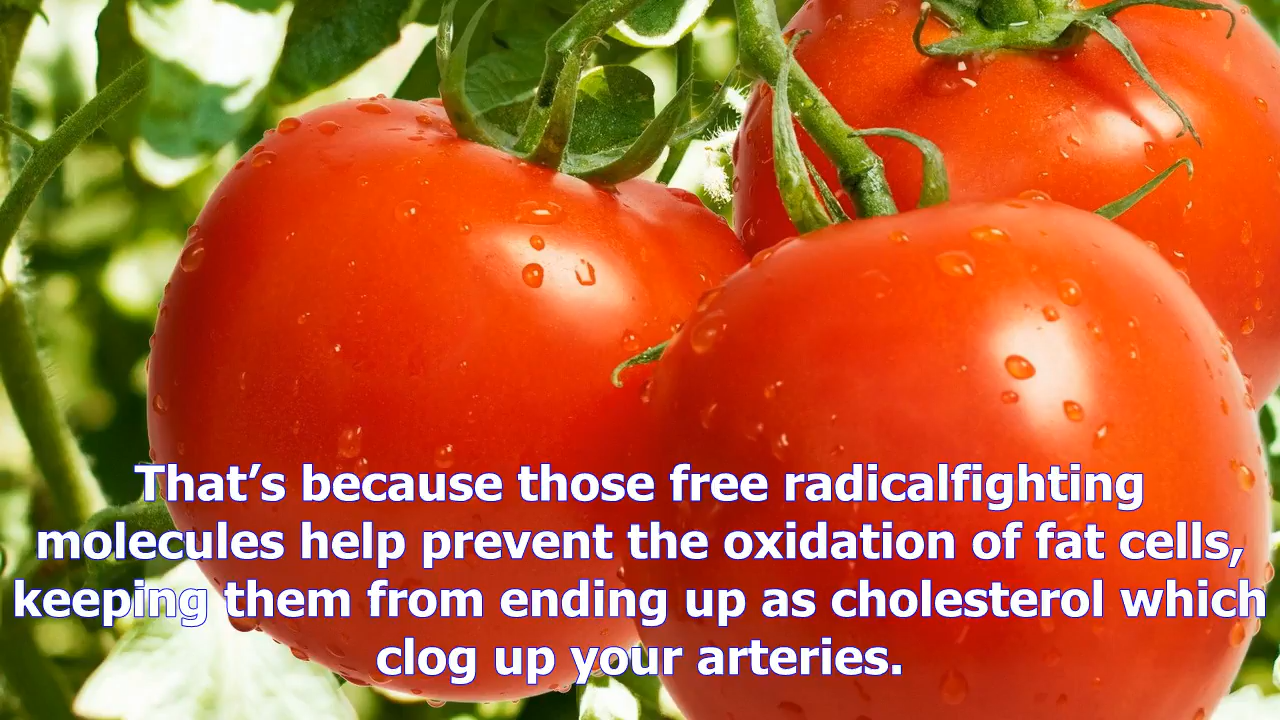 That’s because those free radicalfighting
molecules help prevent the oxidation of fat cells,
keeping them from ending up as cholesterol which
clog up your arteries.